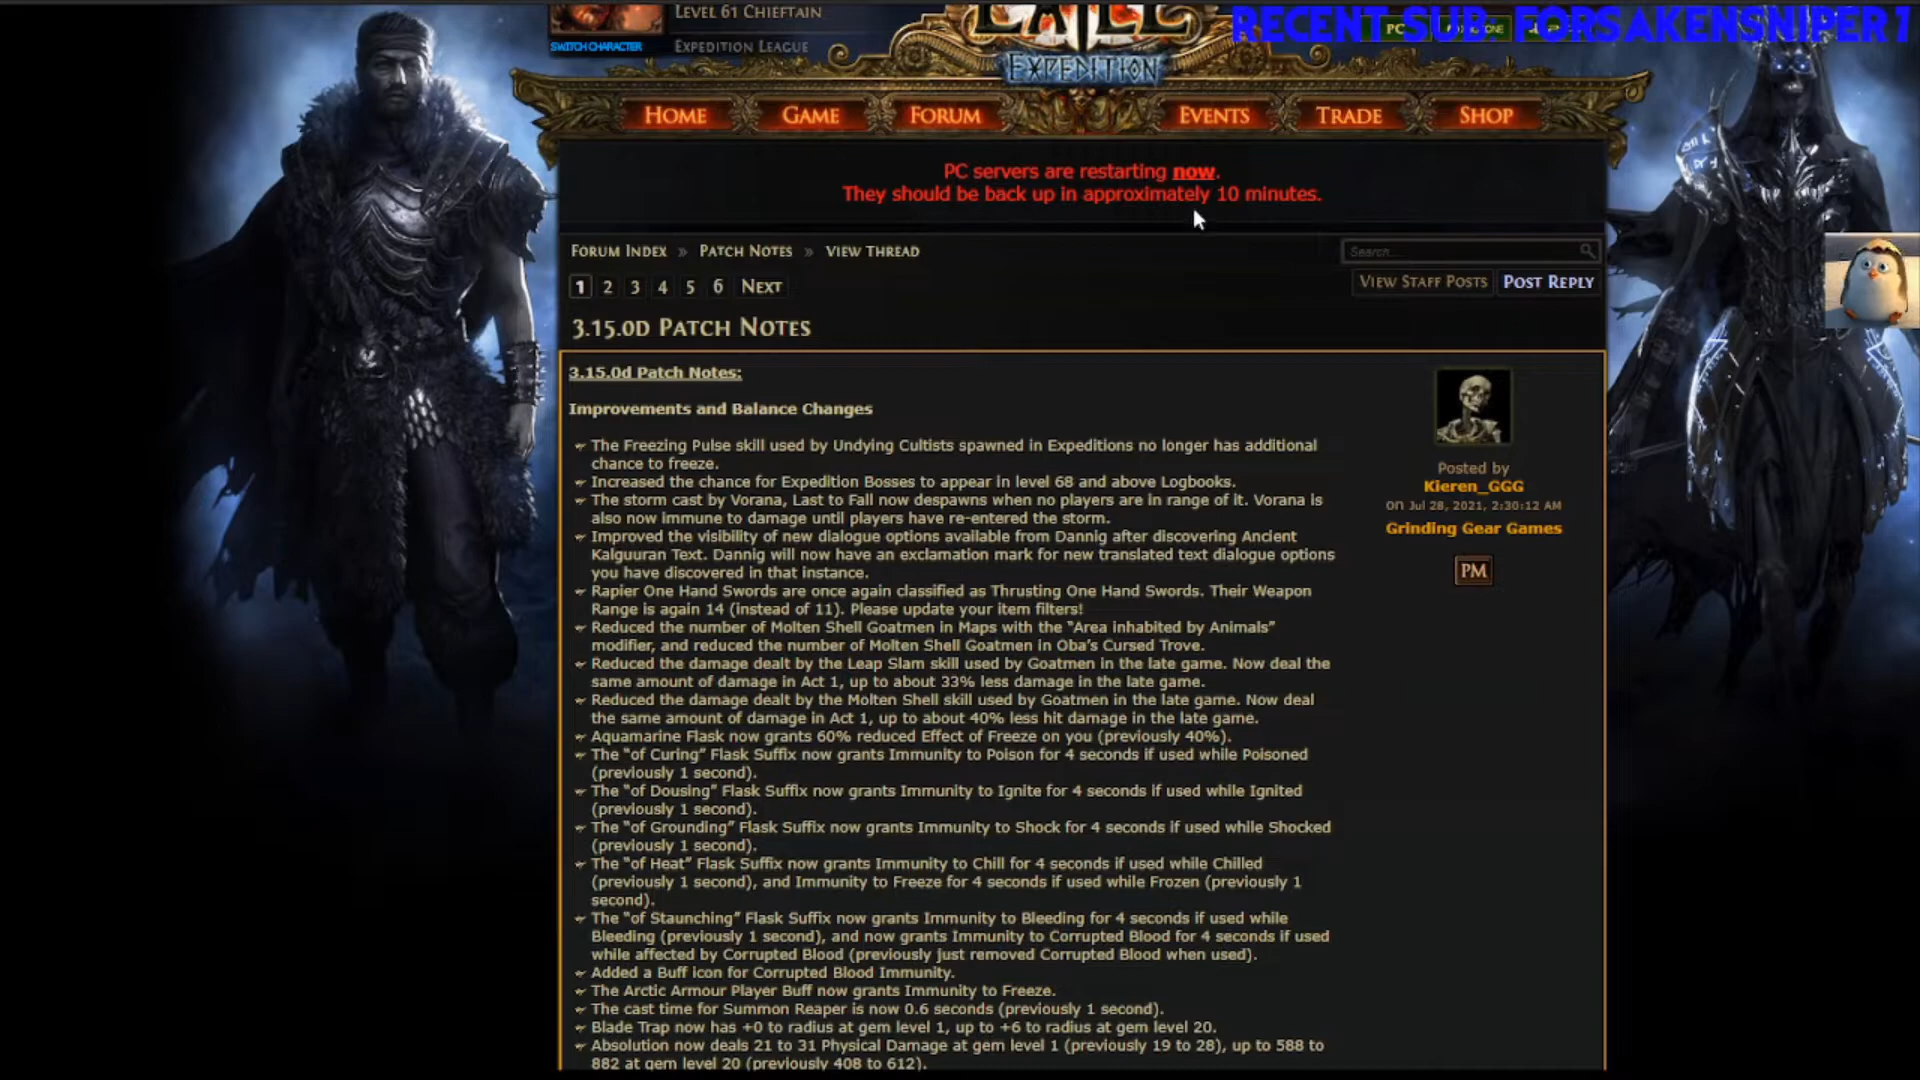 LEVEL 61 CHIEFTAIN
RECENT SUB: FORSAKENSNIPER1
SWITCH CHARACTER
EXPEDITION LEAGUE
EXPEDITION
HOME
GAME
FORUM
EVENTS
TRADE
SHOP
PC servers are restarting now.
They should be back up in approximately 10 minutes.
FORUM INDEX » PATCH NOTES » VIEW THREAD
Search...
1 2 3 4 5 6 NEXT
VIEW STAFF POSTS
POST REPLY
3.15.0D PATCH NOTES
3.15.0d Patch Notes:
Improvements and Balance Changes
The Freezing Pulse skill used by Undying Cultists spawned in Expeditions no longer has additional
chance to freeze.
Increased the chance for Expedition Bosses to appear in level 68 and above Logbooks.
The storm cast by Vorana, Last to Fall now despawns when no players are in range of it. Vorana is
also now immune to damage until players have re-entered the storm.
Improved the visibility of new dialogue options available from Dannig after discovering Ancient
Kalguuran Text. Dannig will now have an exclamation mark for new translated text dialogue options
you have discovered in that instance.
Rapier One Hand Swords are once again classified as Thrusting One Hand Swords. Their Weapon
Range is again 14 (instead of 11). Please update your item filters!
Reduced the number of Molten Shell Goatmen in Maps with the “Area inhabited by Animals”
modifier, and reduced the number of Molten Shell Goatmen in Oba's Cursed Trove.
Reduced the damage dealt by the Leap Slam skill used by Goatmen in the late game. Now deal the
same amount of damage in Act 1, up to about 33% less damage in the late game.
Reduced the damage dealt by the Molten Shell skill used by Goatmen in the late game. Now deal
the same amount of damage in Act 1, up to about 40% less hit damage in the late game.
Aquamarine Flask now grants 60% reduced Effect of Freeze on you (previously 40%).
The “of Curing” Flask Suffix now grants Immunity to Poison for 4 seconds if used while Poisoned
(previously 1 second).
The “of Dousing” Flask Suffix now grants Immunity to Ignite for 4 seconds if used while Ignited
(previously 1 second).
The “of Grounding” Flask Suffix now grants Immunity to Shock for 4 seconds if used while Shocked
(previously 1 second).
The “of Heat” Flask Suffix now grants Immunity to Chill for 4 seconds if used while Chilled
(previously 1 second), and Immunity to Freeze for 4 seconds if used while Frozen (previously 1
second).
The “of Staunching” Flask Suffix now grants Immunity to Bleeding for 4 seconds if used while
Bleeding (previously 1 second), and now grants Immunity to Corrupted Blood for 4 seconds if used
while affected by Corrupted Blood (previously just removed Corrupted Blood when used).
Added a Buff icon for Corrupted Blood Immunity.
The Arctic Armour Player Buff now grants Immunity to Freeze.
The cast time for Summon Reaper is now 0.6 seconds (previously 1 second).
Blade Trap now has +0 to radius at gem level 1, up to +6 to radius at gem level 20.
Absolution now deals 21 to 31 Physical Damage at gem level 1 (previously 19 to 28), up to 588 to
882 at gem level 20 (previously 408 to 612).
Posted by
Kieren_GGG
on Jul 28, 2021, 2:30:12 AM
Grinding Gear Games
PM